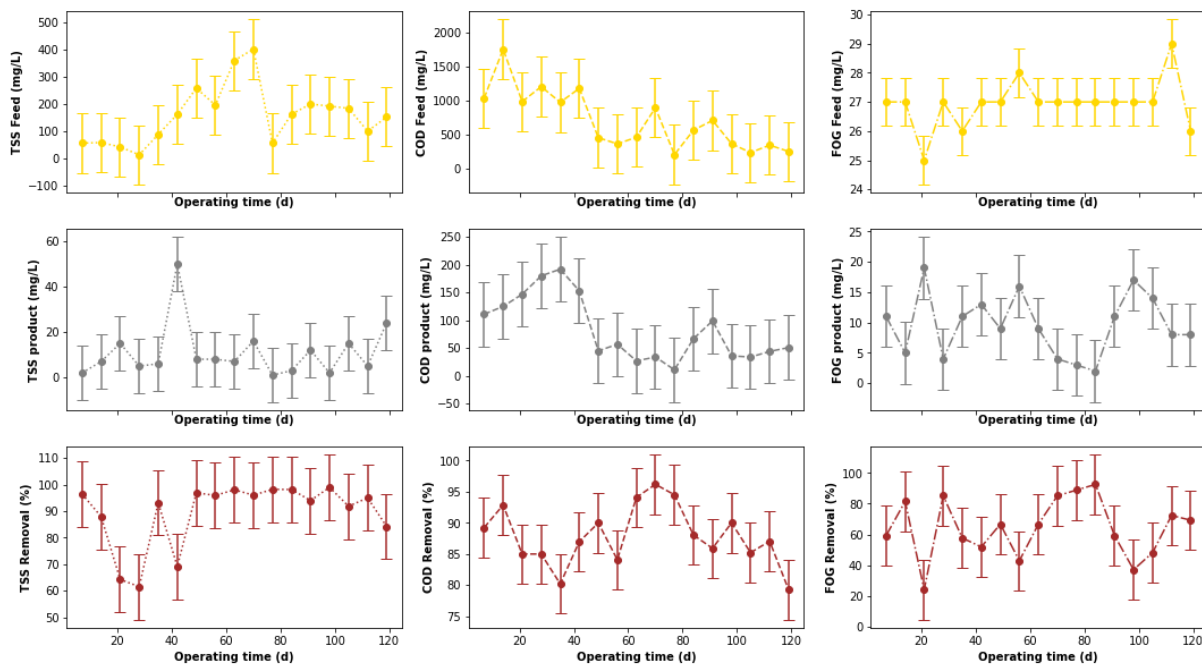 TSS Feed (mg/L)
500
400
300
200
100
0
−100
Operating time (d)
COD Feed (mg/L)
2000
1500
1000
500
0
Operating time (d)
FOG Feed (mg/L)
30
29
28
27
26
25
24
Operating time (d)
TSS product (mg/L)
60
40
20
0
Operating time (d)
COD product (mg/L)
250
200
150
100
50
0
−50
Operating time (d)
FOG product (mg/L)
25
20
15
10
5
0
Operating time (d)
TSS Removal (%)
110
100
90
80
70
60
50
20 40 60 80 100 120
Operating time (d)
COD Removal (%)
100
95
90
85
80
75
20 40 60 80 100 120
Operating time (d)
FOG Removal (%)
100
80
60
40
20
0
20 40 60 80 100 120
Operating time (d)